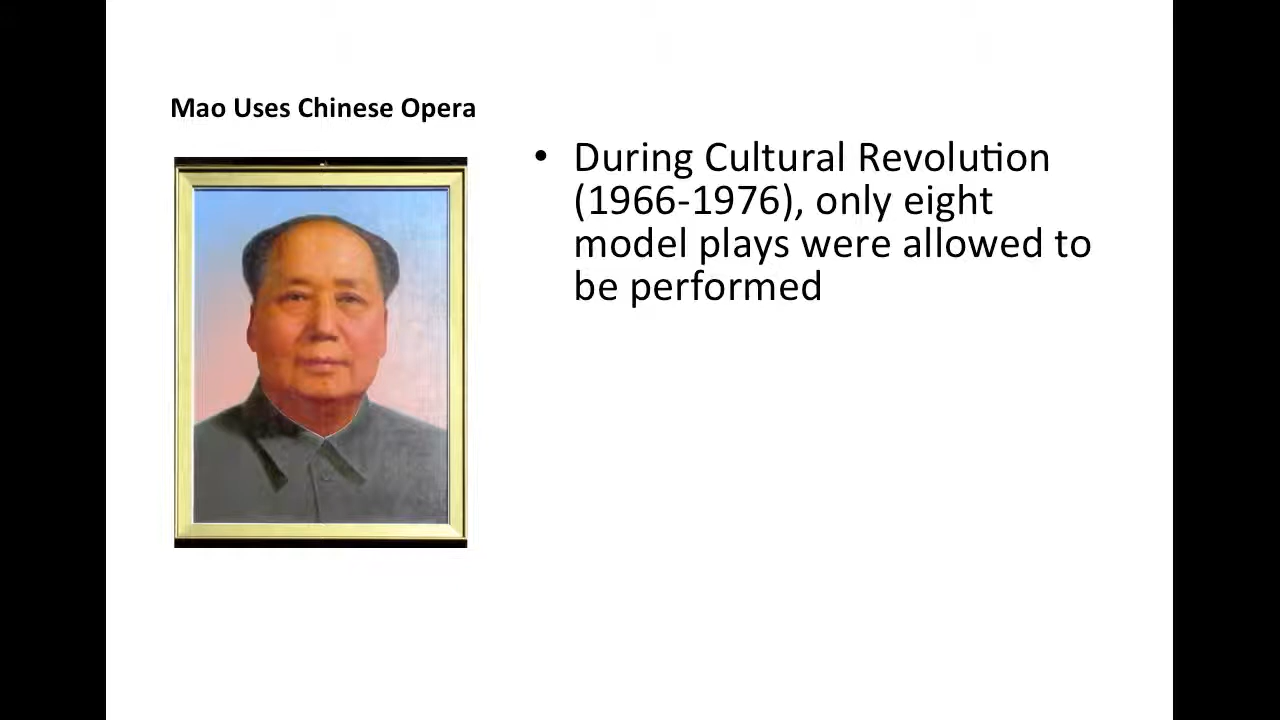 Mao Uses Chinese Opera
• During Cultural Revolution
(1966-1976), only eight
model plays were allowed to
be performed